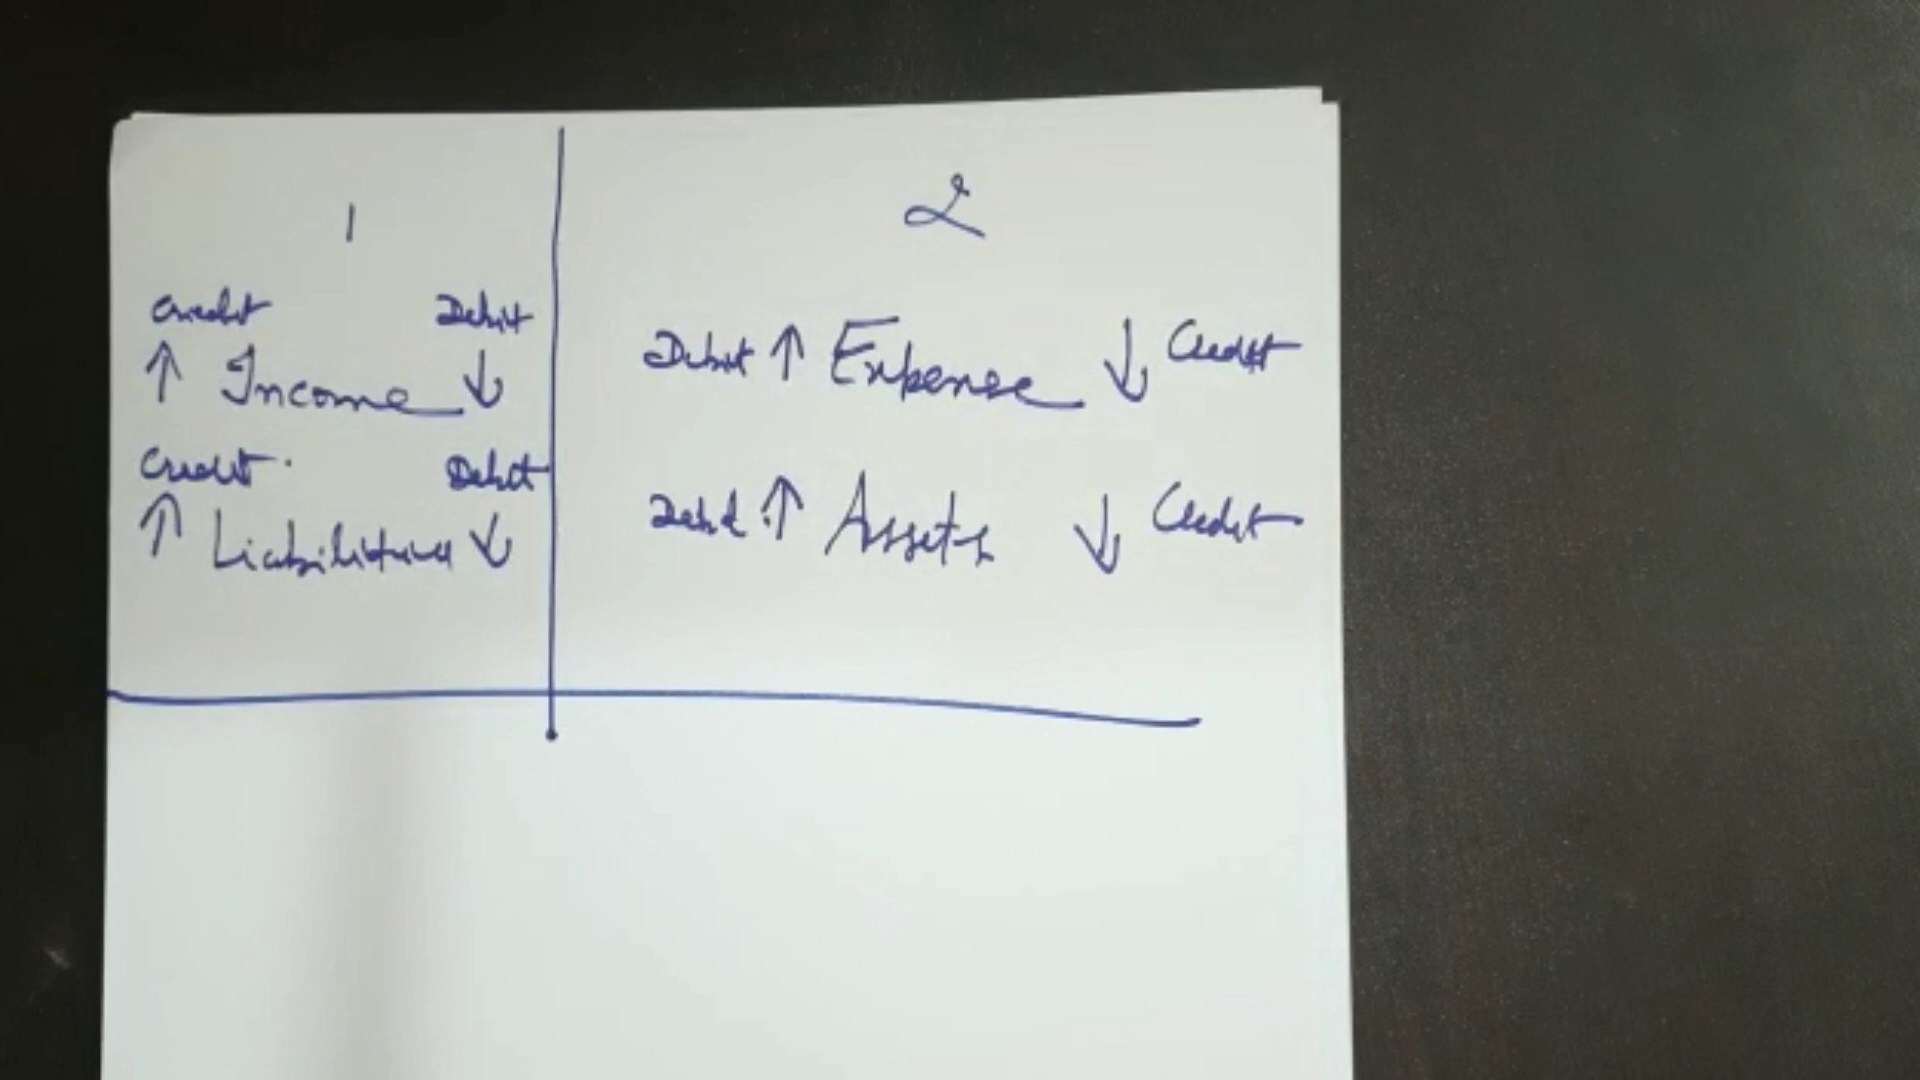 1
Credit Debit
↑ Income ↓
Credit Debit
↑ Liabilities ↓
2
Debit ↑ Expense ↓ Credit
Debit ↑ Assets ↓ Credit